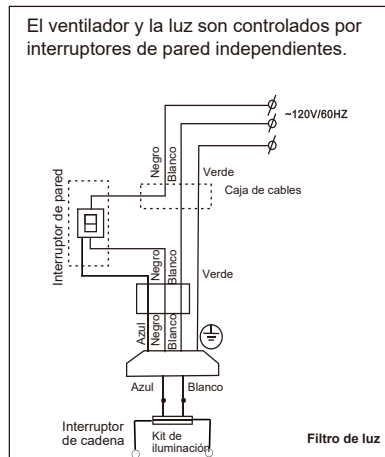 El ventilador y la luz son controlados por
interruptores de pared independientes.
~120V/60HZ
Negro
Blanco
Verde
Caja de cables
Interruptor de pared
Negro
Blanco
Verde
Azul
Negro
Blanco
Azul
Blanco
Interruptor
de cadena
Kit de
iluminación
Filtro de luz